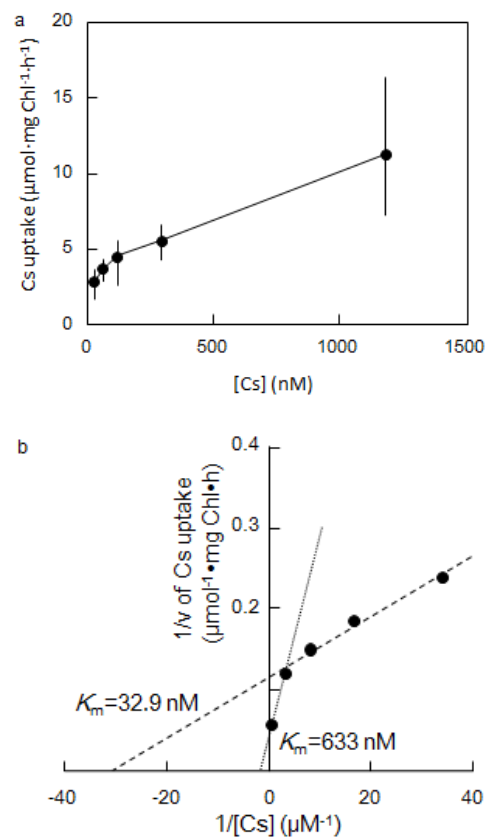 a
20
15
10
5
0
Cs uptake (μmol·mg Chl⁻¹·h⁻¹)
0 500 1000 1500
[Cs] (nM)
b
0.4
0.3
0.2
1/v of Cs uptake
(μmol⁻¹•mg Chl•h)
Kₘ=32.9 nM
Kₘ=633 nM
-40 -20 0 20 40
1/[Cs] (μM⁻¹)